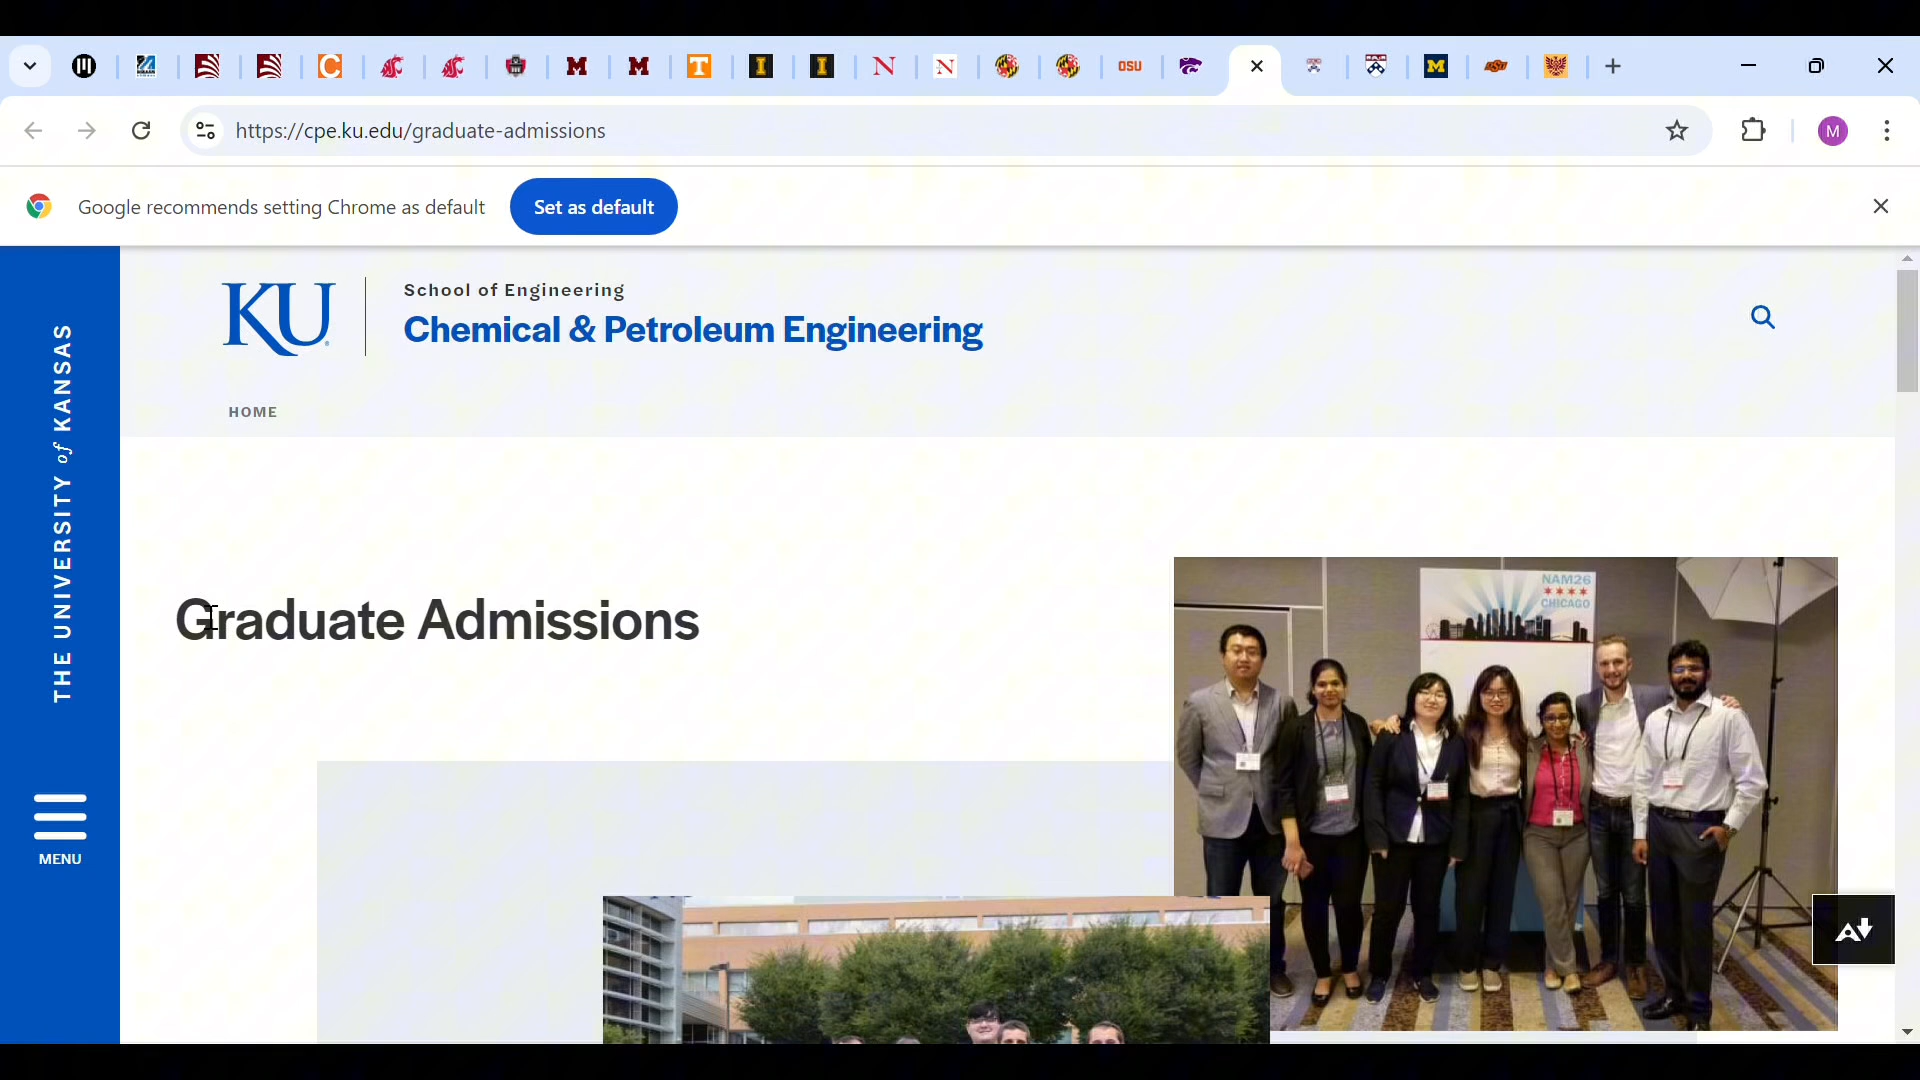 OSU
https://cpe.ku.edu/graduate-admissions
M
Google recommends setting Chrome as default
Set as default
KU
School of Engineering
Chemical & Petroleum Engineering
HOME
THE UNIVERSITY of KANSAS
Graduate Admissions
NAM26
CHICAGO
MENU